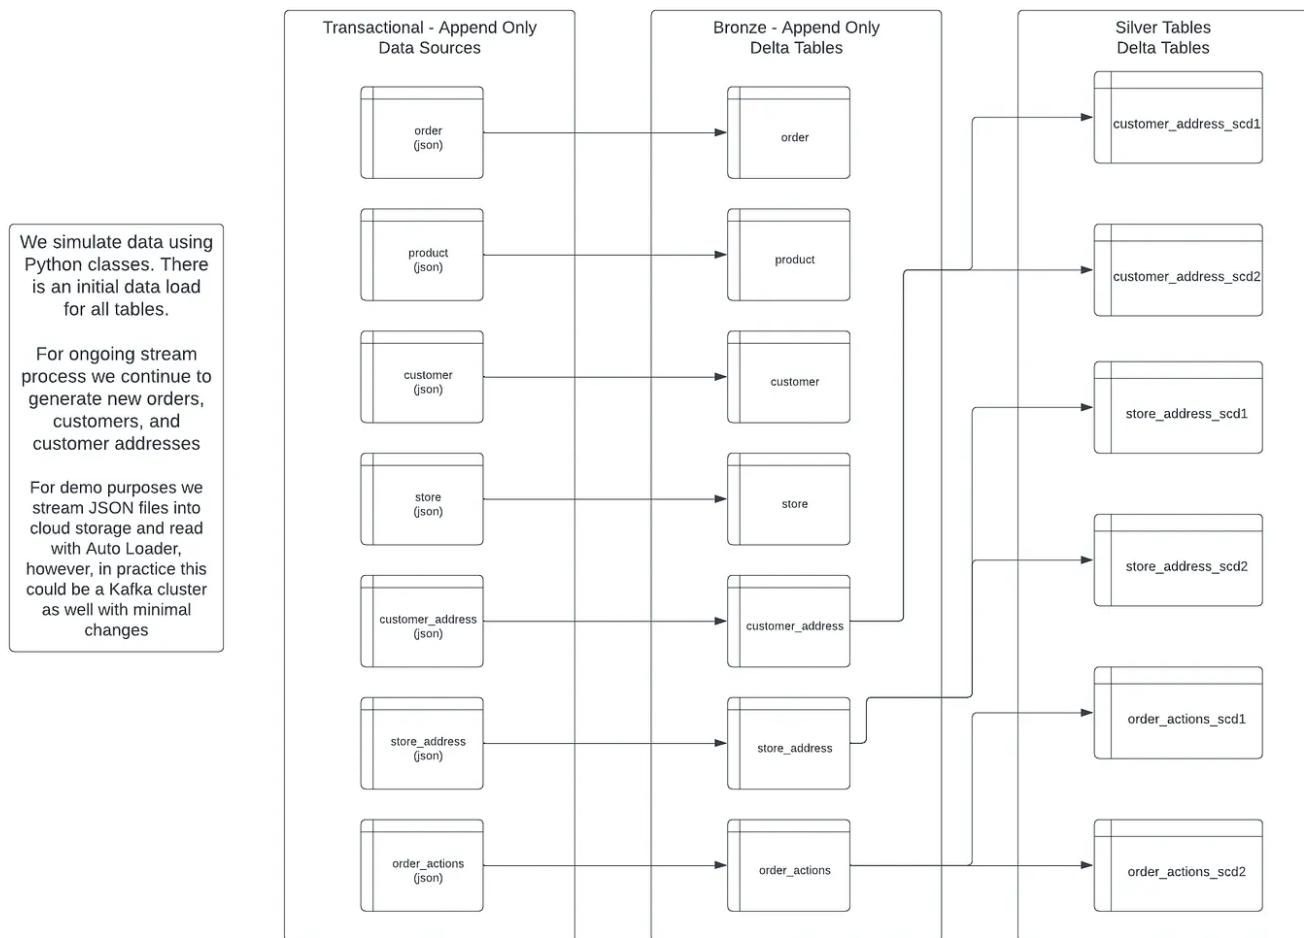 We simulate data using
Python classes. There
is an initial data load
for all tables.
For ongoing stream
process we continue to
generate new orders,
customers, and
customer addresses
For demo purposes we
stream JSON files into
cloud storage and read
with Auto Loader,
however, in practice this
could be a Kafka cluster
as well with minimal
changes
Transactional - Append Only
Data Sources
order
(json)
product
(json)
customer
(json)
store
(json)
customer_address
(json)
store_address
(json)
order_actions
(json)
Bronze - Append Only
Delta Tables
order
product
customer
store
customer_address
store_address
order_actions
Silver Tables
Delta Tables
customer_address_scd1
customer_address_scd2
store_address_scd1
store_address_scd2
order_actions_scd1
order_actions_scd2